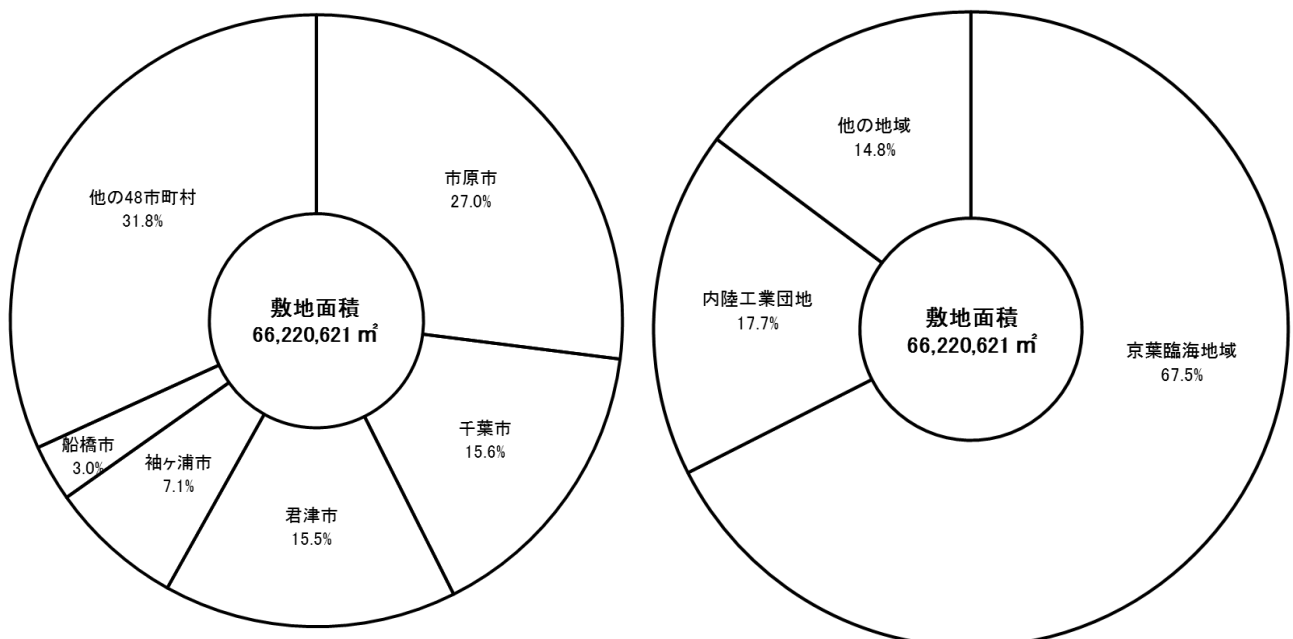 市原市
27.0%
千葉市
15.6%
君津市
15.5%
袖ヶ浦市
7.1%
船橋市
3.0%
他の48市町村
31.8%
敷地面積
66,220,621 ㎡
京葉臨海地域
67.5%
内陸工業団地
17.7%
他の地域
14.8%
敷地面積
66,220,621 ㎡